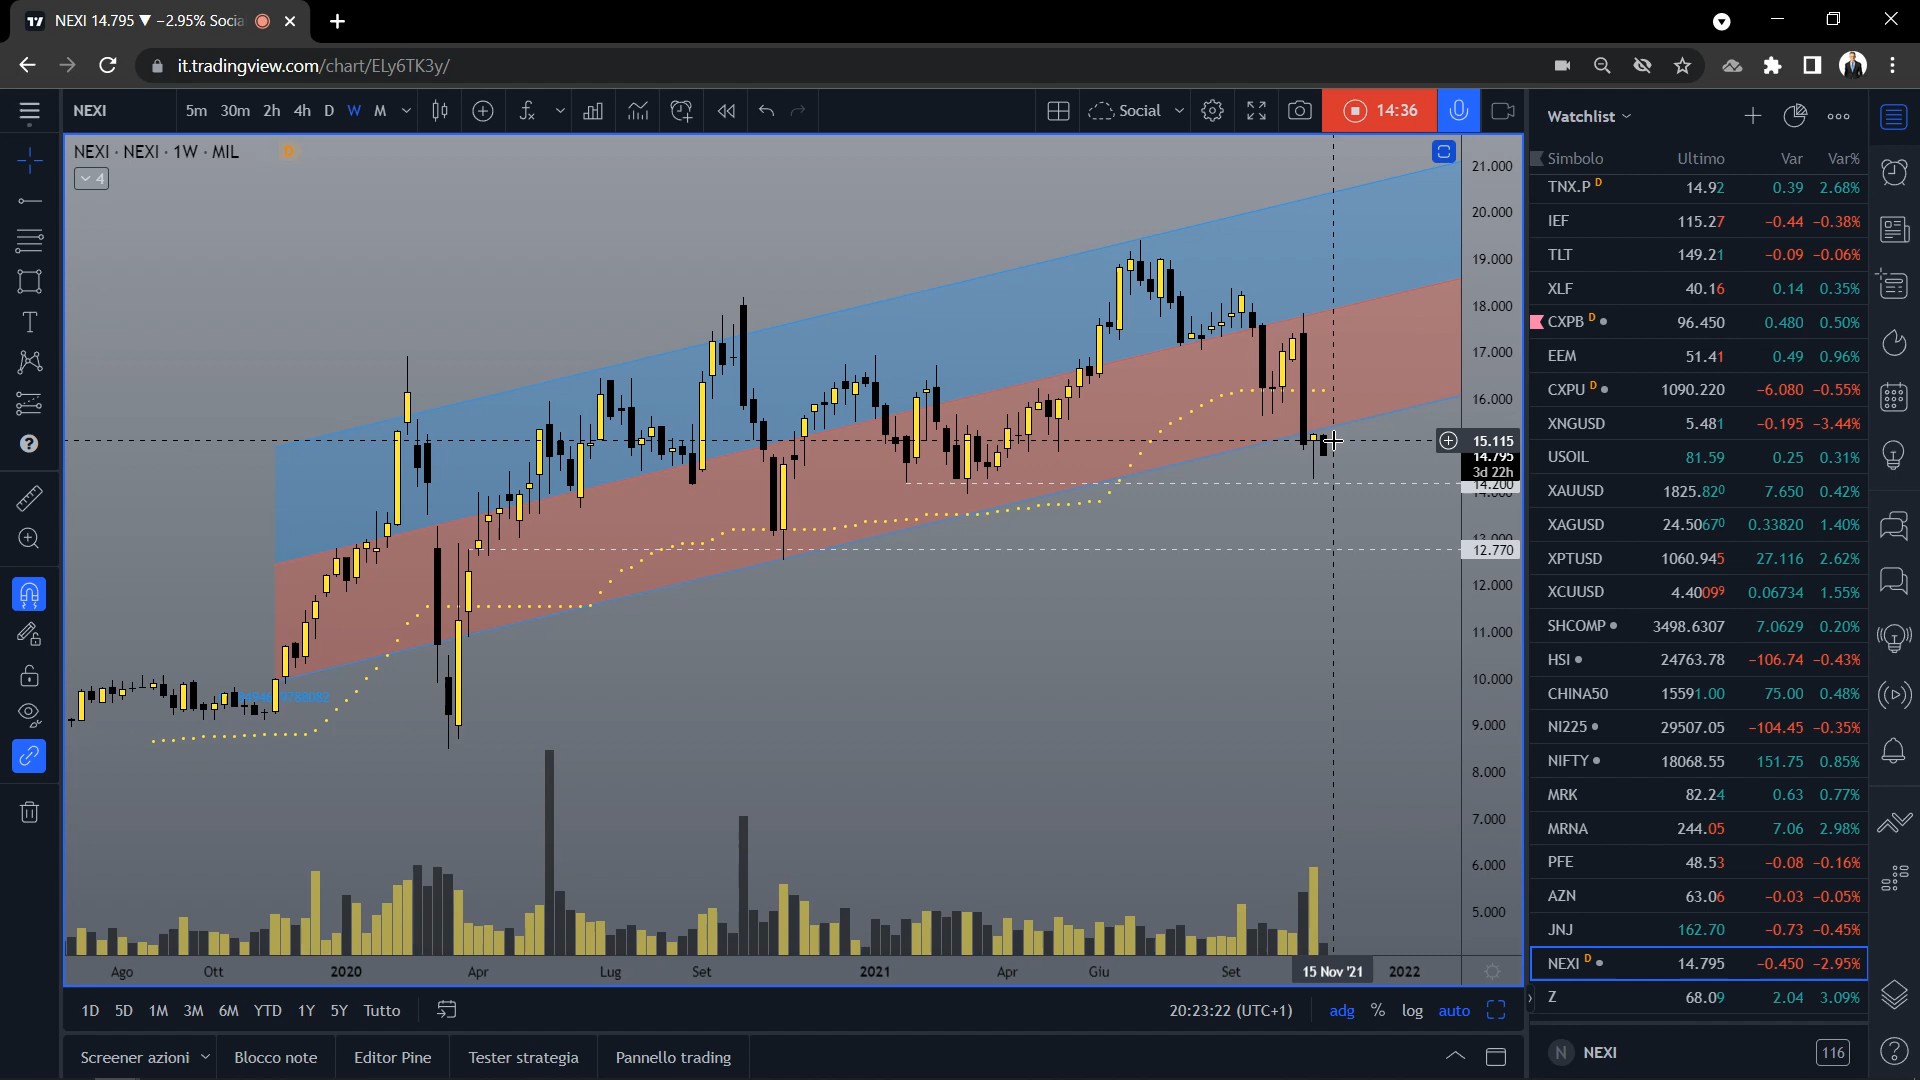 NEXI 14.795 ▼ −2.95% Socia
it.tradingview.com/chart/ELy6TK3y/
NEXI 5m 30m 2h 4h D W M Social 14:36
NEXI · NEXI · 1W · MIL D
4
21.000
20.000
19.000
18.000
17.000
16.000
15.115
14.795
3d 22h
14.200
14.000
13.000
12.770
12.000
11.000
10.000
9.000
8.000
7.000
6.000
5.000
Ago Ott 2020 Apr Lug Set 2021 Apr Giu Set 15 Nov '21 2022
1D 5D 1M 3M 6M YTD 1Y 5Y Tutto 20:23:22 (UTC+1) adg % log auto
Screener azioni Blocco note Editor Pine Tester strategia Pannello trading
Watchlist
Simbolo Ultimo Var Var%
TNX.P D 14.92 0.39 2.68%
IEF 115.27 −0.44 −0.38%
TLT 149.21 −0.09 −0.06%
XLF 40.16 0.14 0.35%
CXPB D 96.450 0.480 0.50%
EEM 51.41 0.49 0.96%
CXPU D 1090.220 −6.080 −0.55%
XNGUSD 5.481 −0.195 −3.44%
USOIL 81.59 0.25 0.31%
XAUUSD 1825.820 7.650 0.42%
XAGUSD 24.50670 0.33820 1.40%
XPTUSD 1060.945 27.116 2.62%
XCUUSD 4.40099 0.06734 1.55%
SHCOMP 3498.6307 7.0629 0.20%
HSI 24763.78 −106.74 −0.43%
CHINA50 15591.00 75.00 0.48%
NI225 29507.05 −104.45 −0.35%
NIFTY 18068.55 151.75 0.85%
MRK 82.24 0.63 0.77%
MRNA 244.05 7.06 2.98%
PFE 48.53 −0.08 −0.16%
AZN 63.06 −0.03 −0.05%
JNJ 162.70 −0.73 −0.45%
NEXI D 14.795 −0.450 −2.95%
Z 68.09 2.04 3.09%
N NEXI 116